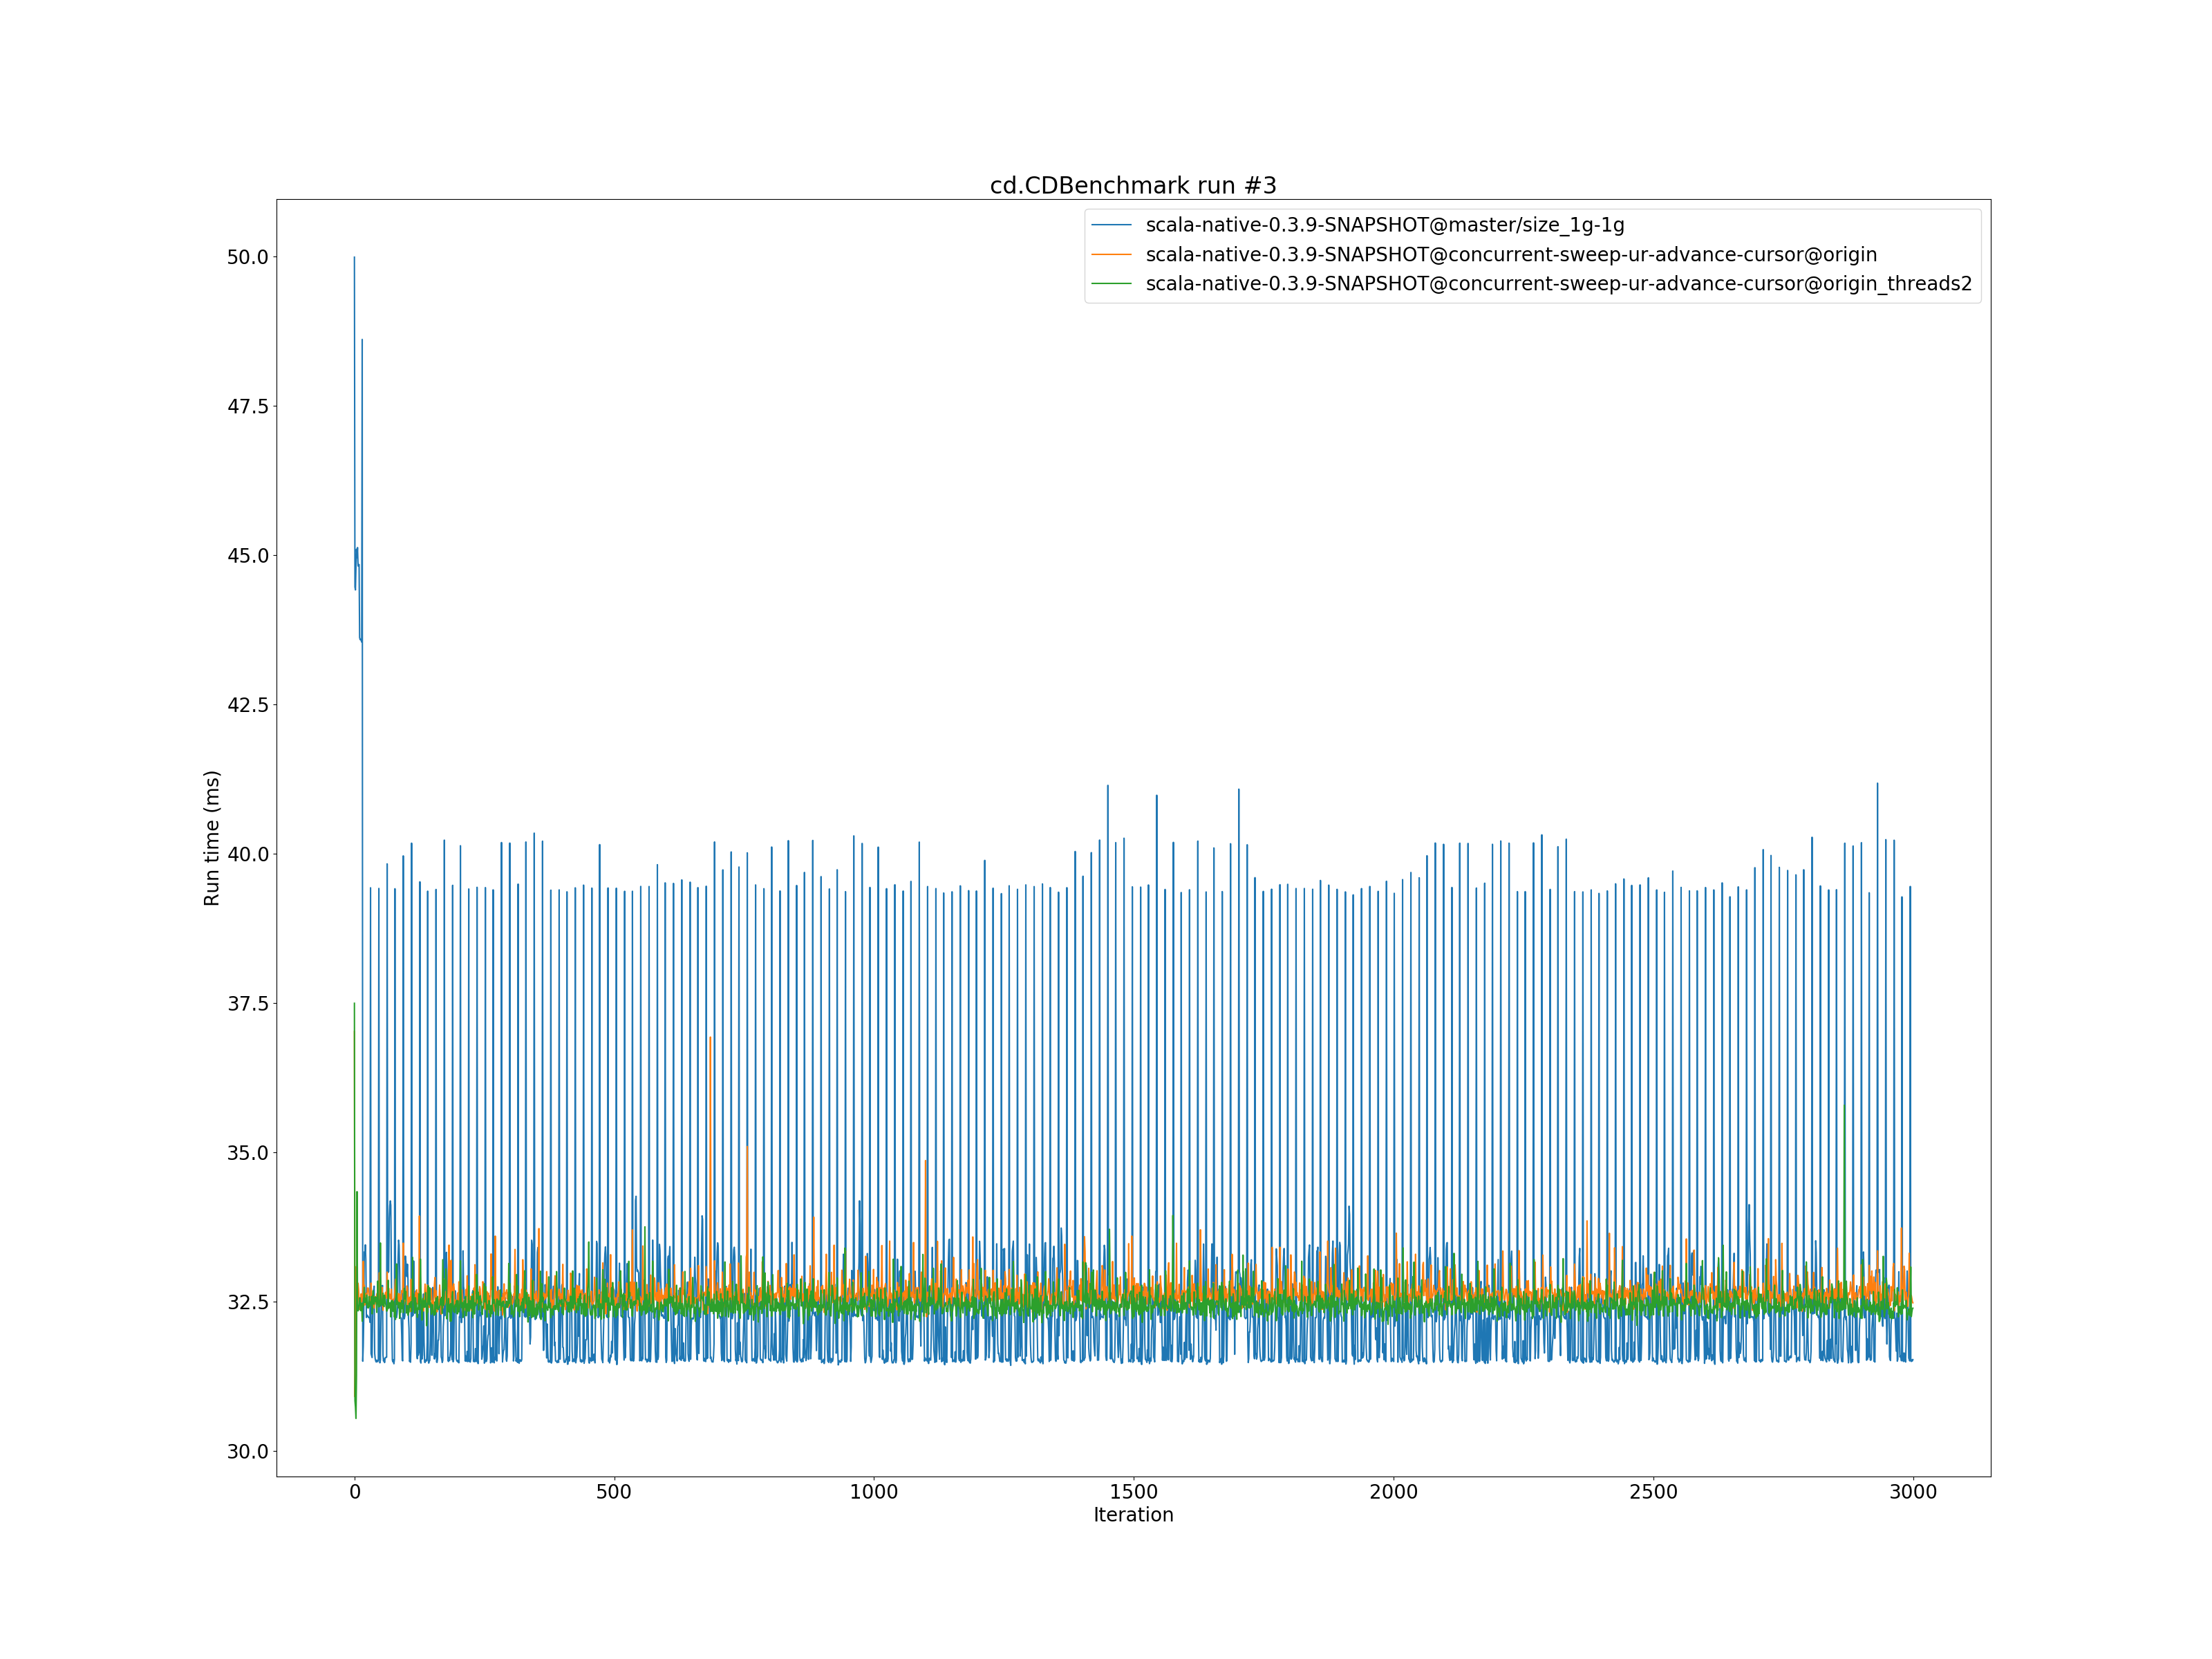 cd.CDBenchmark run #3
scala-native-0.3.9-SNAPSHOT@master/size_1g-1g
scala-native-0.3.9-SNAPSHOT@concurrent-sweep-ur-advance-cursor@origin
scala-native-0.3.9-SNAPSHOT@concurrent-sweep-ur-advance-cursor@origin_threads2
50.0
47.5
45.0
42.5
40.0
37.5
35.0
32.5
30.0
Run time (ms)
0 500 1000 1500 2000 2500 3000
Iteration